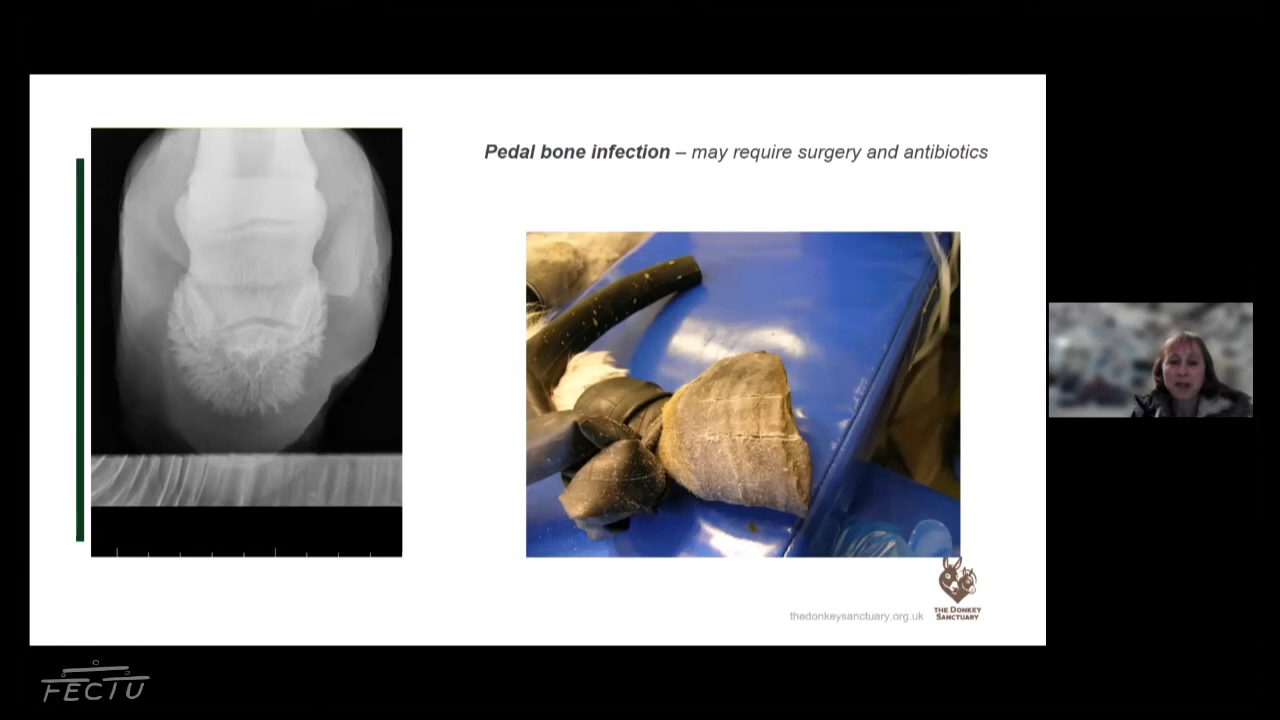 Pedal bone infection – may require surgery and antibiotics
thedonkeysanctuary.org.uk
THE DONKEY
SANCTUARY
FECTU